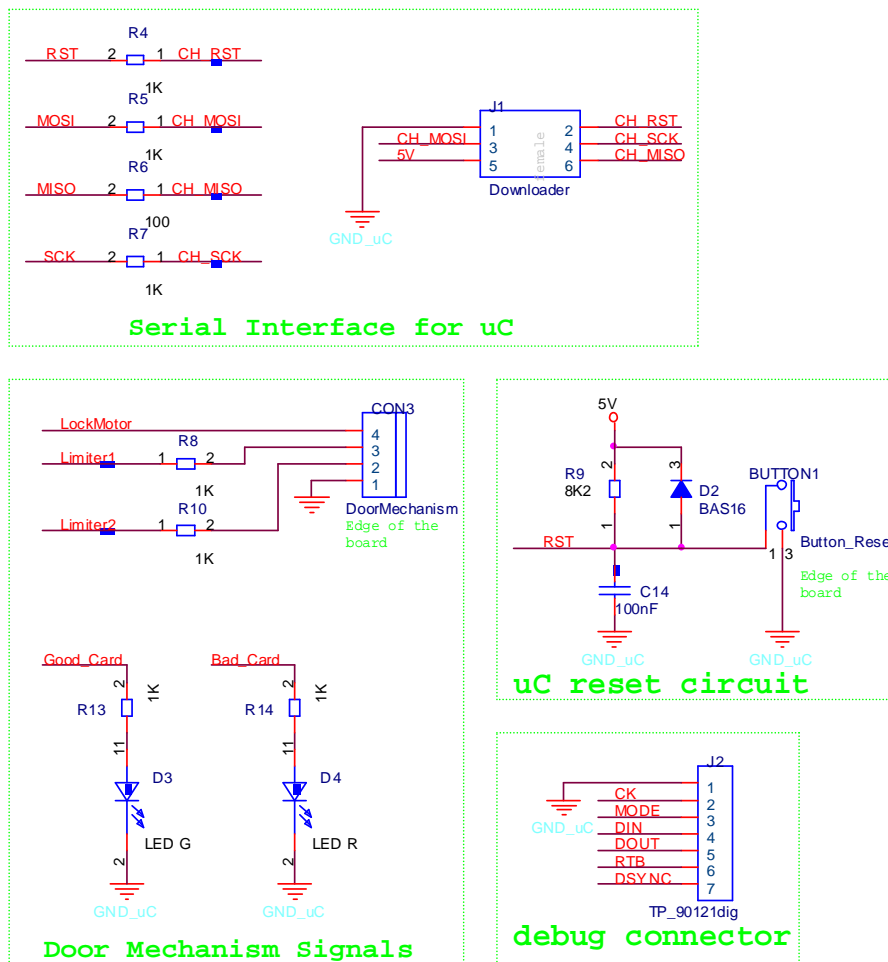 R4
RST 2 1 CH_RST
1K
R5
MOSI 2 1 CH_MOSI
1K
R6
MISO 2 1 CH_MISO
100
R7
SCK 2 1 CH_SCK
1K
J1
1 2 CH_RST
CH_MOSI 3 4 CH_SCK
5V 5 6 CH_MISO
female
Downloader
GND_uC
Serial Interface for uC
CON3
LockMotor 4
R8
Limiter1 1 2 3
1K
2
R10
1
Limiter2 1 2
1K
DoorMechanism
Edge of the
board
Good_Card
2
1K
R13
11
D3
LED G
2
GND_uC
Bad_Card
2
1K
R14
11
D4
LED R
2
GND_uC
Door Mechanism Signals
5V
2
R9
8K2
1
3
D2
BAS16
1
BUTTON1
RST
1 3
Button_Rese
Edge of the
board
C14
100nF
GND_uC
GND_uC
uC reset circuit
J2
1
CK 2
MODE 3
DIN 4
DOUT 5
RTB 6
DSYNC 7
GND_uC
TP_90121dig
debug connector